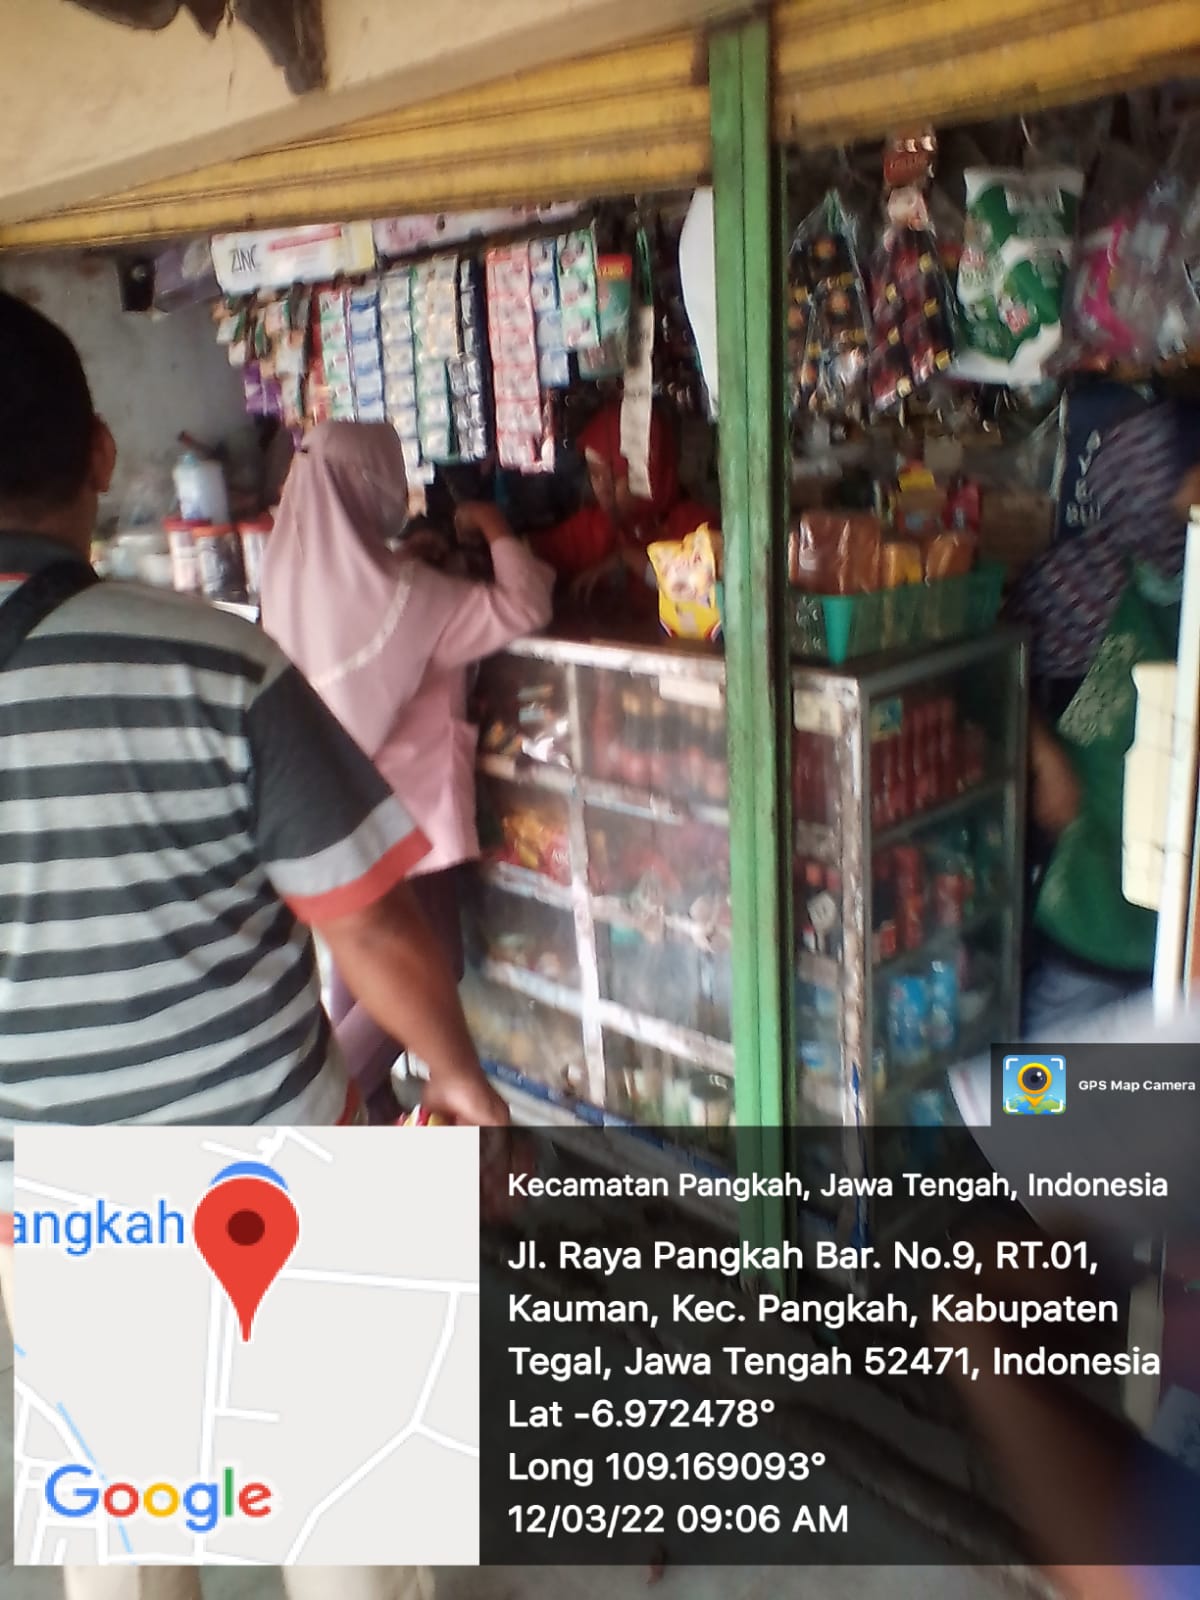 ZINC
GPS Map Camera
Kecamatan Pangkah, Jawa Tengah, Indonesia
Jl. Raya Pangkah Bar. No.9, RT.01,
Kauman, Kec. Pangkah, Kabupaten
Tegal, Jawa Tengah 52471, Indonesia
Lat -6.972478°
Long 109.169093°
12/03/22 09:06 AM
angkah
Google